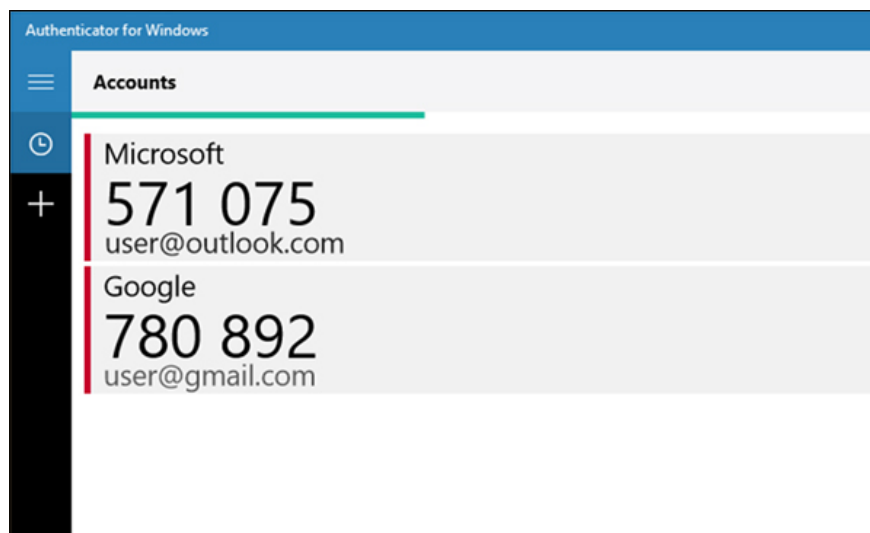 Authenticator for Windows
Accounts
Microsoft
571 075
user@outlook.com
Google
780 892
user@gmail.com